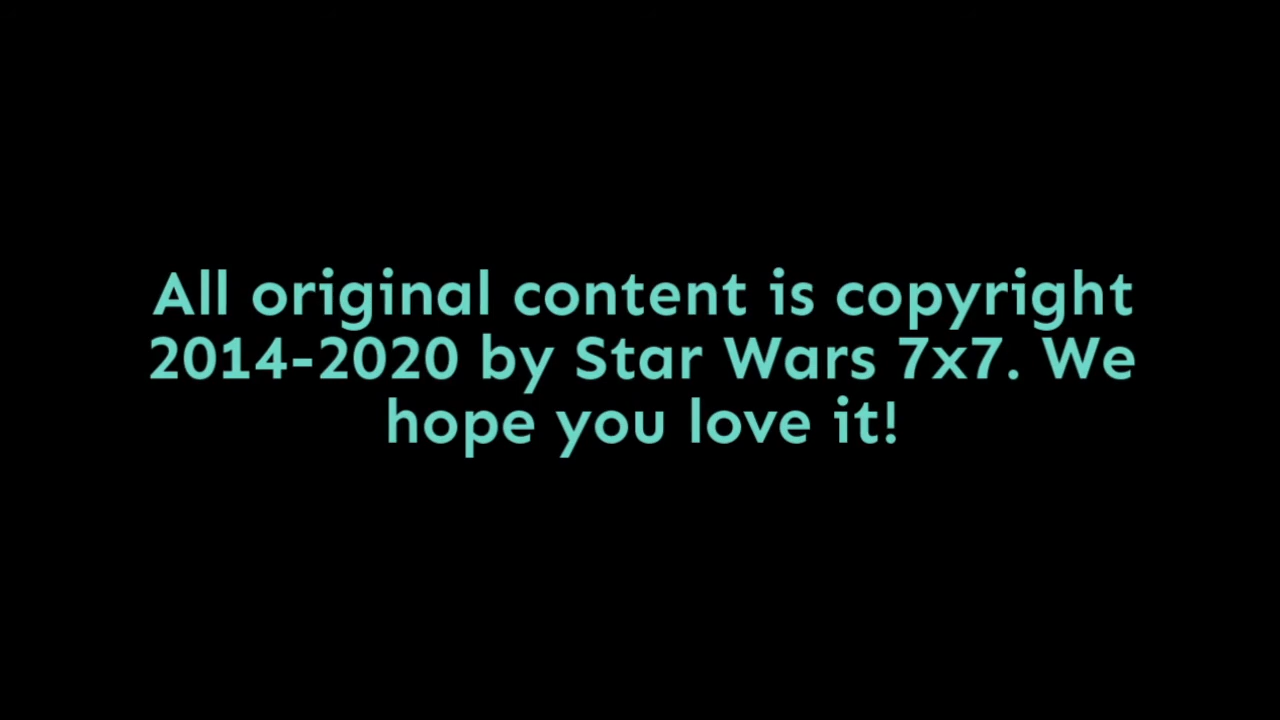 All original content is copyright
2014-2020 by Star Wars 7x7. We
hope you love it!